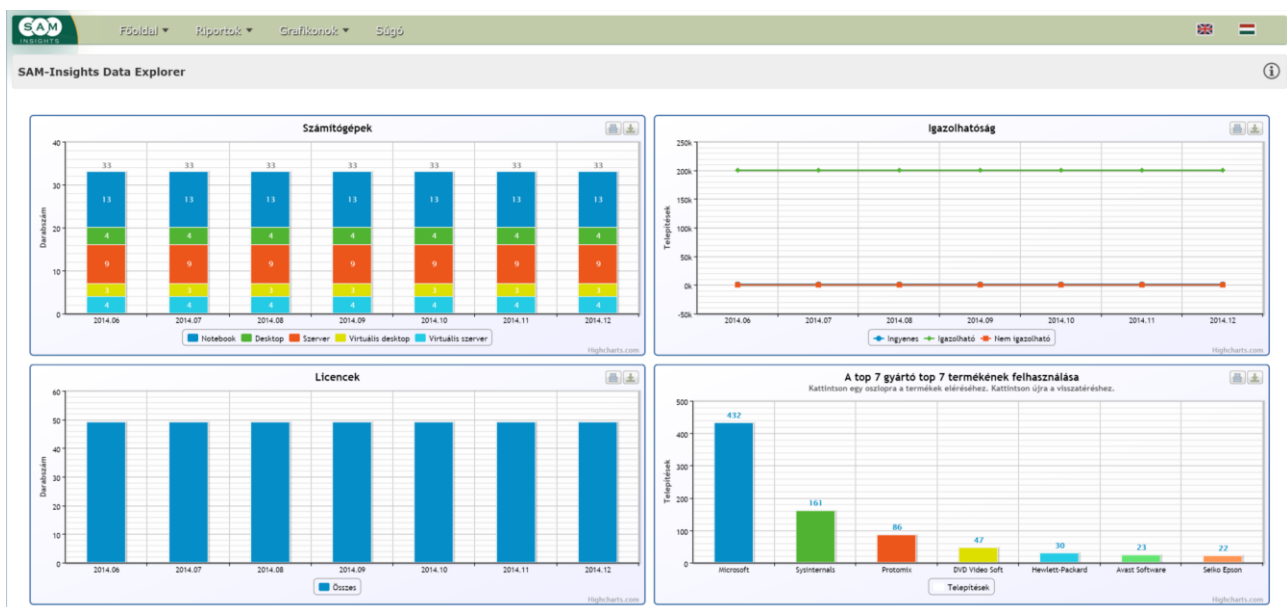 SAM
INSIGHTS
Főoldal Riportok Grafikonok Súgó
SAM-Insights Data Explorer
Számítógépek
Darabszám
40
30
20
10
0
33 33 33 33 33 33 33
13 13 13 13 13 13 13
4 4 4 4 4 4 4
9 9 9 9 9 9 9
3 3 3 3 3 3 3
4 4 4 4 4 4 4
2014.06 2014.07 2014.08 2014.09 2014.10 2014.11 2014.12
Notebook Desktop Szerver Virtuális desktop Virtuális szerver
Highcharts.com
Igazolhatóság
Telepítések
250k
200k
150k
100k
50k
0k
-50k
2014.06 2014.07 2014.08 2014.09 2014.10 2014.11 2014.12
Ingyenes Igazolható Nem igazolható
Highcharts.com
Licencek
Darabszám
60
50
40
30
20
10
0
2014.06 2014.07 2014.08 2014.09 2014.10 2014.11 2014.12
Összes
Highcharts.com
A top 7 gyártó top 7 termékének felhasználása
Kattintson egy oszlopra a termékek eléréséhez. Kattintson újra a visszatéréshez.
Telepítések
500
400
300
200
100
0
432 161 86 47 30 23 22
Microsoft Sysinternals Protomix DVD Video Soft Hewlett-Packard Avast Software Seiko Epson
Telepítések
Highcharts.com